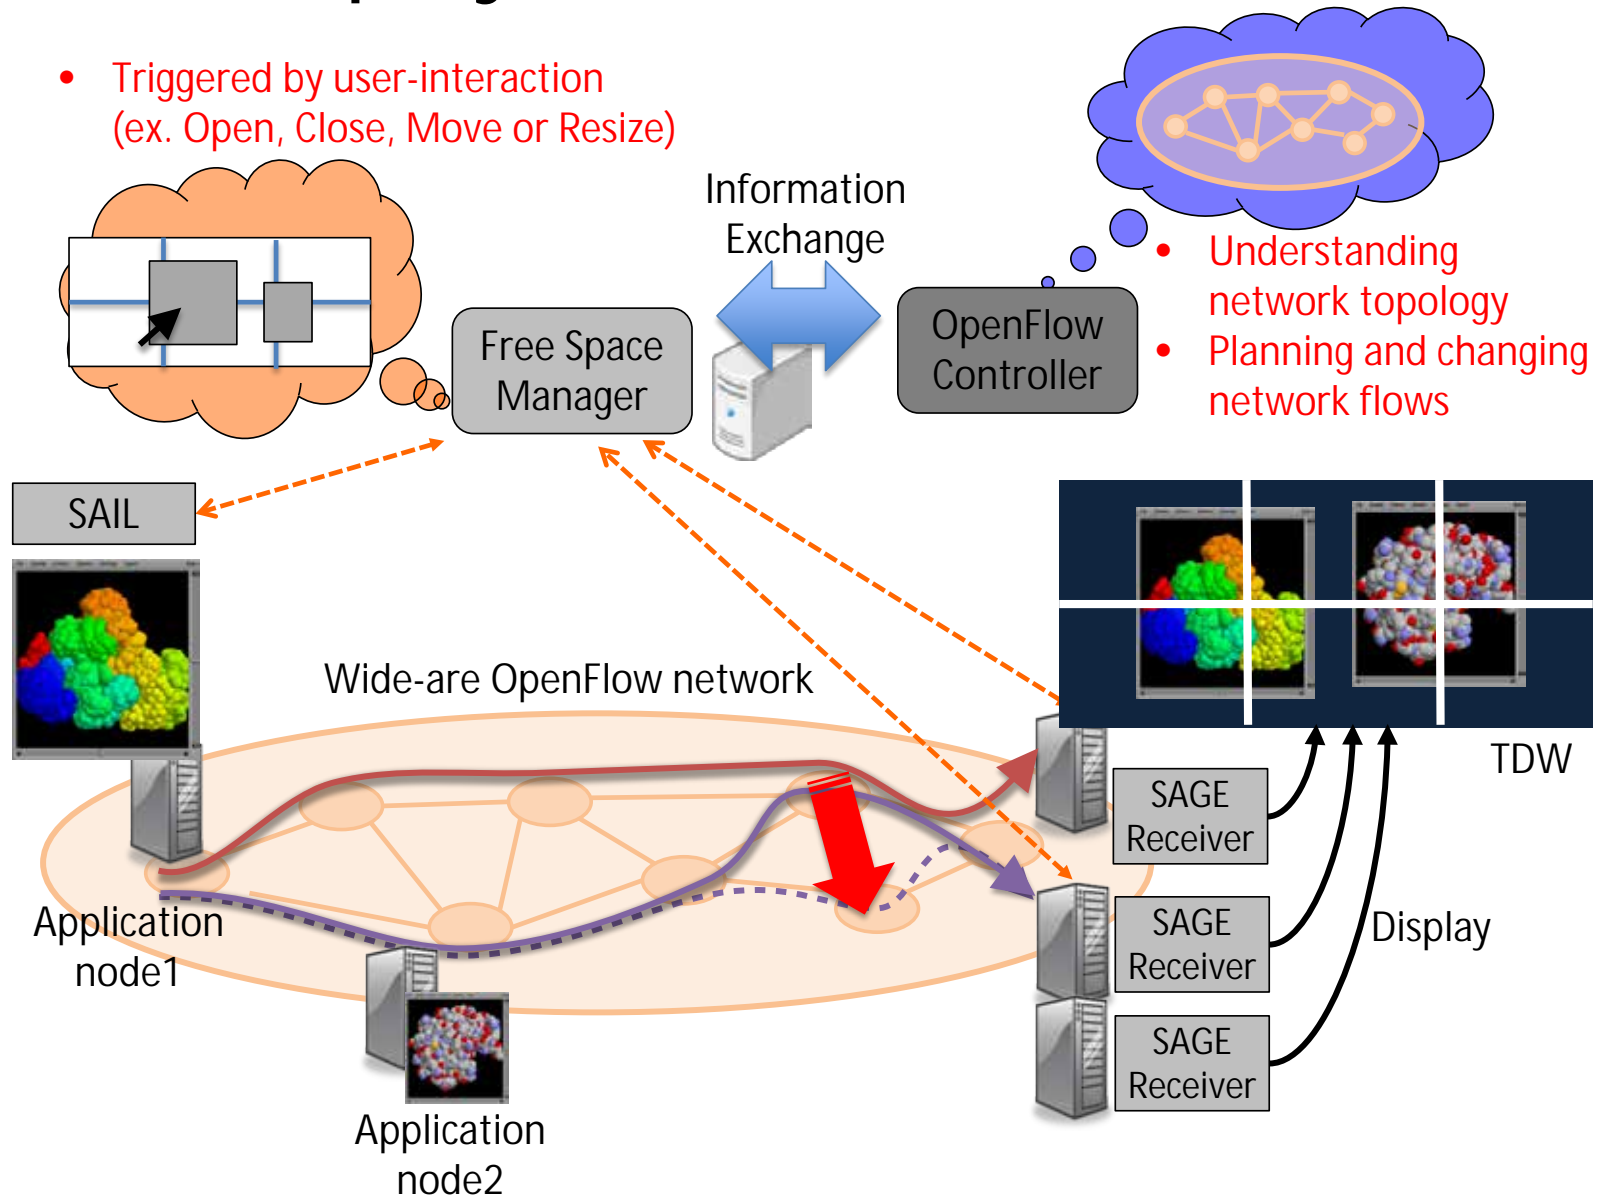 • Triggered by user-interaction
(ex. Open, Close, Move or Resize)
Information
Exchange
• Understanding
network topology
• Planning and changing
network flows
Free Space
Manager
OpenFlow
Controller
SAIL
Wide-are OpenFlow network
TDW
SAGE
Receiver
SAGE
Receiver
Display
SAGE
Receiver
Application
node1
Application
node2